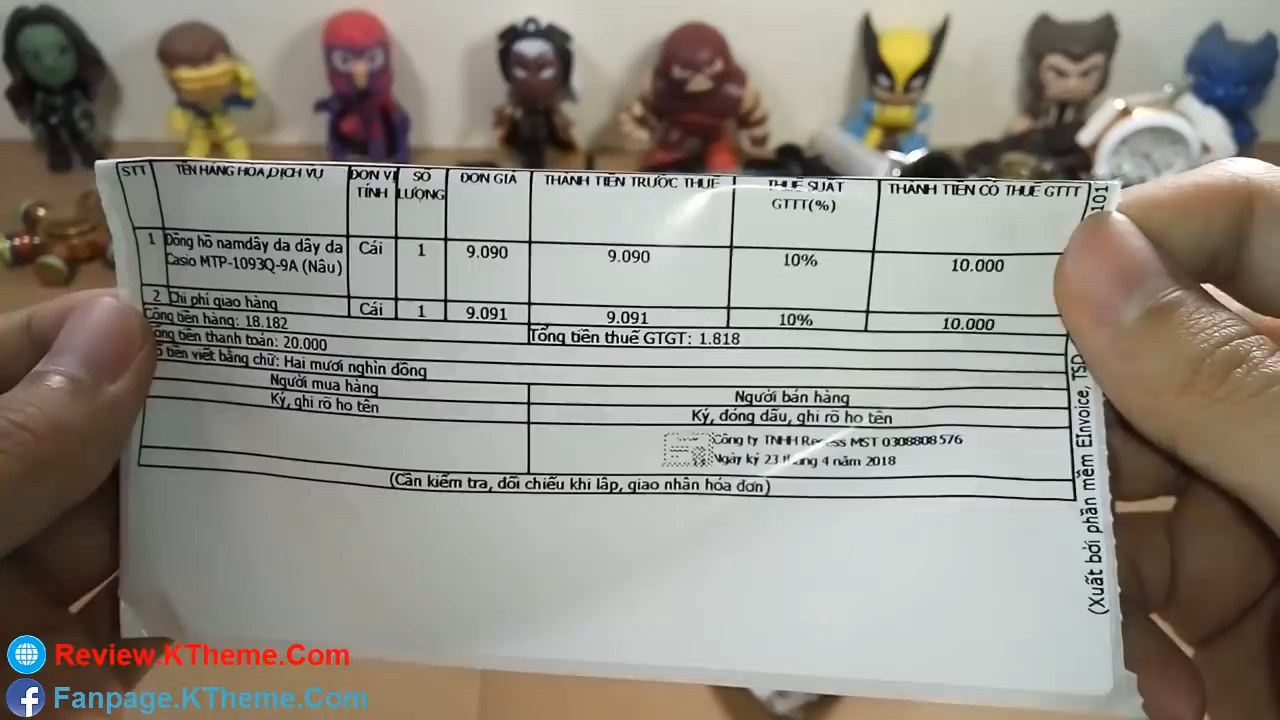 STT TÊN HÀNG HÓA,DỊCH VỤ ĐƠN VỊ TÍNH SỐ LƯỢNG ĐƠN GIÁ THÀNH TIỀN TRƯỚC THUẾ THUẾ SUẤT GTTT(%) THÀNH TIỀN CÓ THUẾ GTTT
1 Đồng hồ namdây da dây da Casio MTP-1093Q-9A (Nâu) Cái 1 9.090 9.090 10% 10.000
2 Chi phí giao hàng Cái 1 9.091 9.091 10% 10.000
Cộng tiền hàng: 18.182
Tổng tiền thuế GTGT: 1.818
Tổng tiền thanh toán: 20.000
Số tiền viết bằng chữ: Hai mươi nghìn đồng
Người mua hàng
Ký, ghi rõ họ tên
Người bán hàng
Ký, đóng dấu, ghi rõ họ tên
Công ty TNHH Recess MST 0308808576
Ngày ký 23 tháng 4 năm 2018
(Cần kiểm tra, đối chiếu khi lập, giao nhận hóa đơn)
(Xuất bởi phần mềm EInvoice, TSD
101
Review.KTheme.Com
Fanpage.KTheme.Com